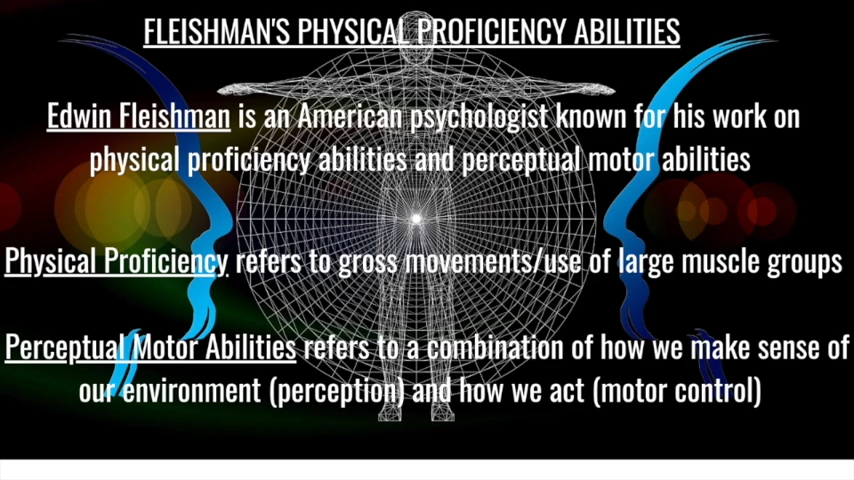 FLEISHMAN'S PHYSICAL PROFICIENCY ABILITIES
Edwin Fleishman is an American psychologist known for his work on
physical proficiency abilities and perceptual motor abilities
Physical Proficiency refers to gross movements/use of large muscle groups
Perceptual Motor Abilities refers to a combination of how we make sense of
our environment (perception) and how we act (motor control)